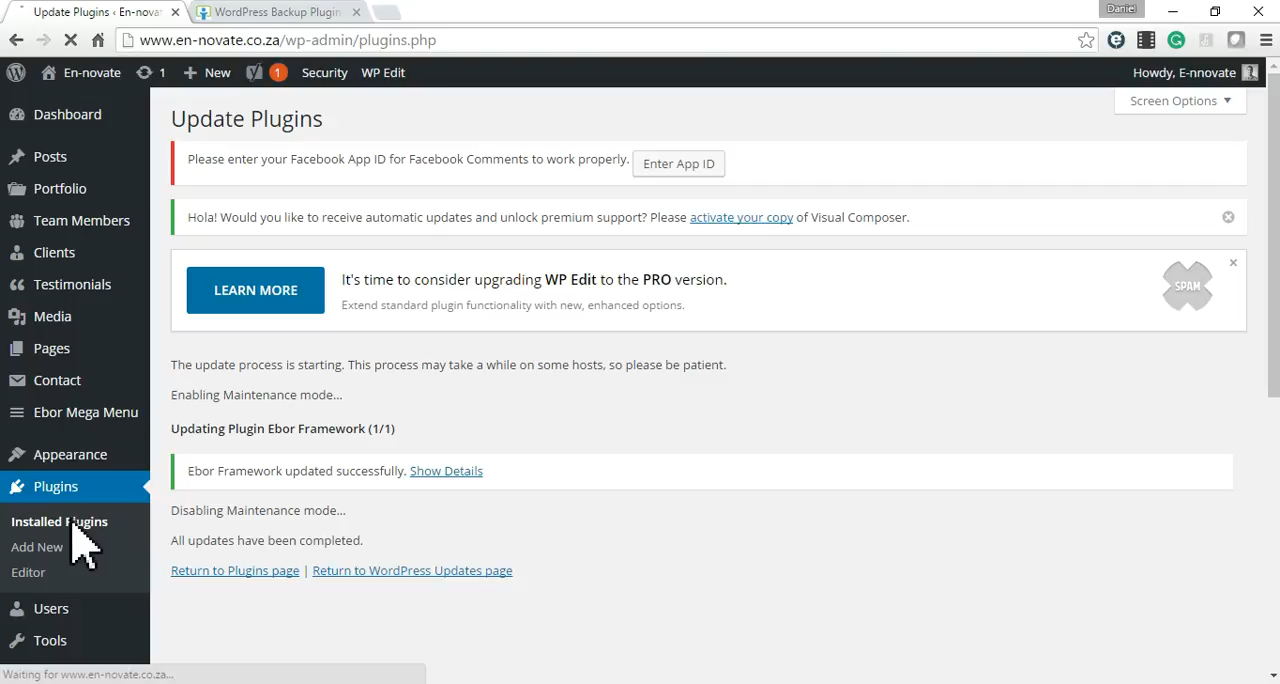 Update Plugins ‹ En-novat
WordPress Backup Plugin
Daniel
www.en-novate.co.za/wp-admin/plugins.php
En-novate
1
New
1
Security
WP Edit
Howdy, E-nnovate
Screen Options
Dashboard
Posts
Portfolio
Team Members
Clients
Testimonials
Media
Pages
Contact
Ebor Mega Menu
Appearance
Plugins
Installed Plugins
Add New
Editor
Users
Tools
Update Plugins
Please enter your Facebook App ID for Facebook Comments to work properly. Enter App ID
Hola! Would you like to receive automatic updates and unlock premium support? Please activate your copy of Visual Composer.
LEARN MORE
It's time to consider upgrading WP Edit to the PRO version.
Extend standard plugin functionality with new, enhanced options.
SPAM
The update process is starting. This process may take a while on some hosts, so please be patient.
Enabling Maintenance mode...
Updating Plugin Ebor Framework (1/1)
Ebor Framework updated successfully. Show Details
Disabling Maintenance mode...
All updates have been completed.
Return to Plugins page | Return to WordPress Updates page
Waiting for www.en-novate.co.za...